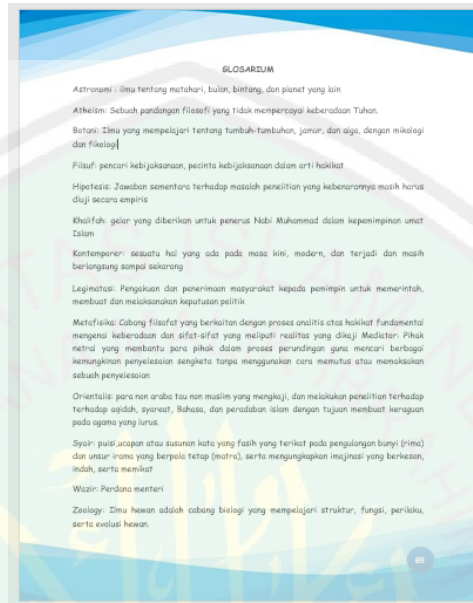 GLOSARIUM
Astronomi : ilmu tentang matahari, bulan, bintang, dan planet yang lain
Atheism: Sebuah pandangan filosofi yang tidak mempercayai keberadaan Tuhan.
Botani: Ilmu yang mempelajari tentang tumbuh-tumbuhan, jamur, dan alga, dengan mikologi
dan fikologi
Filsuf: pencari kebijaksanaan, pecinta kebijaksanaan dalam arti hakikat
Hipotesis: Jawaban sementara terhadap masalah penelitian yang kebenarannya masih harus
diuji secara empiris
Khalifah: gelar yang diberikan untuk penerus Nabi Muhammad dalam kepemimpinan umat
Islam
Kontemporer: sesuatu hal yang ada pada masa kini, modern, dan terjadi dan masih
berlangsung sampai sekarang
Legimatasi: Pengakuan dan penerimaan masyarakat kepada pemimpin untuk memerintah,
membuat dan melaksanakan keputusan politik
Metafisika: Cabang filsafat yang berkaitan dengan proses analitis atas hakikat fundamental
mengenai keberadaan dan sifat-sifat yang meliputi realitas yang dikaji Mediator: Pihak
netral yang membantu para pihak dalam proses perundingan guna mencari berbagai
kemungkinan penyelesaian sengketa tanpa menggunakan cara memutus atau memaksakan
sebuah penyelesaian
Orientalis: para non araba tau non muslim yang mengkaji, dan melakukan penelitian terhadap
terhadap aqidah, syareat, Bahasa, dan peradaban islam dengan tujuan membuat keraguan
pada agama yang lurus.
Syair: puisi,ucapan atau susunan kata yang fasih yang terikat pada pengulangan bunyi (rima)
dan unsur irama yang berpola tetap (matra), serta mengungkapkan imajinasi yang berkesan,
indah, serta memikat
Wazir: Perdana menteri
Zoology: Ilmu hewan adalah cabang biologi yang mempelajari struktur, fungsi, perilaku,
serta evolusi hewan.
69